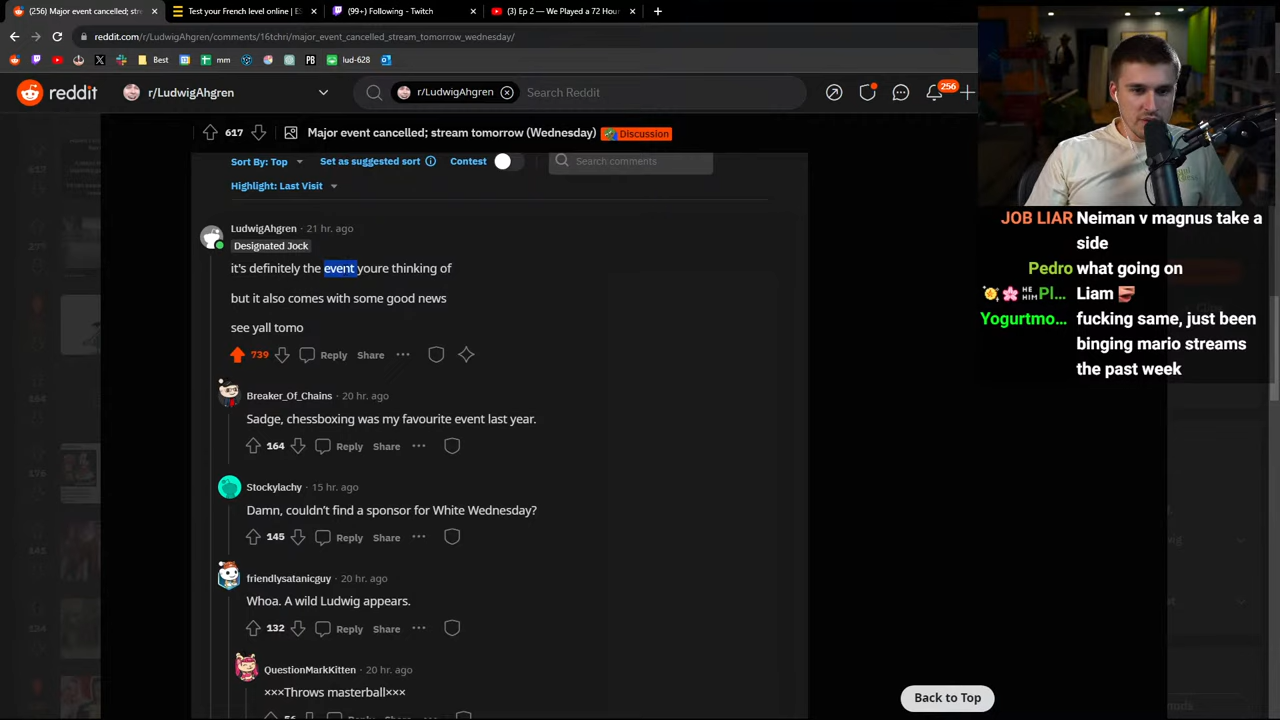 (256) Major event cancelled; str
Test your French level online | E
(99+) Following - Twitch
(3) Ep 2 — We Played a 72 Hour
reddit.com/r/LudwigAhgren/comments/16tchri/major_event_cancelled_stream_tomorrow_wednesday/
Best
mm
PB
lud-628
reddit
r/LudwigAhgren
r/LudwigAhgren
Search Reddit
256
617
Major event cancelled; stream tomorrow (Wednesday)
Discussion
Sort By: Top
Set as suggested sort
Contest
Search comments
Highlight: Last Visit
LudwigAhgren · 21 hr. ago
Designated Jock
it's definitely the event youre thinking of
but it also comes with some good news
see yall tomo
739 Reply Share ···
Breaker_Of_Chains · 20 hr. ago
Sadge, chessboxing was my favourite event last year.
164 Reply Share ···
Stockylachy · 15 hr. ago
Damn, couldn't find a sponsor for White Wednesday?
145 Reply Share ···
friendlysatanicguy · 20 hr. ago
Whoa. A wild Ludwig appears.
132 Reply Share ···
QuestionMarkKitten · 20 hr. ago
×××Throws masterball×××
Back to Top
JOB LIAR Neiman v magnus take a
side
Pedro what going on
HE HIM Pl... Liam
Yogurtmo... fucking same, just been
binging mario streams
the past week